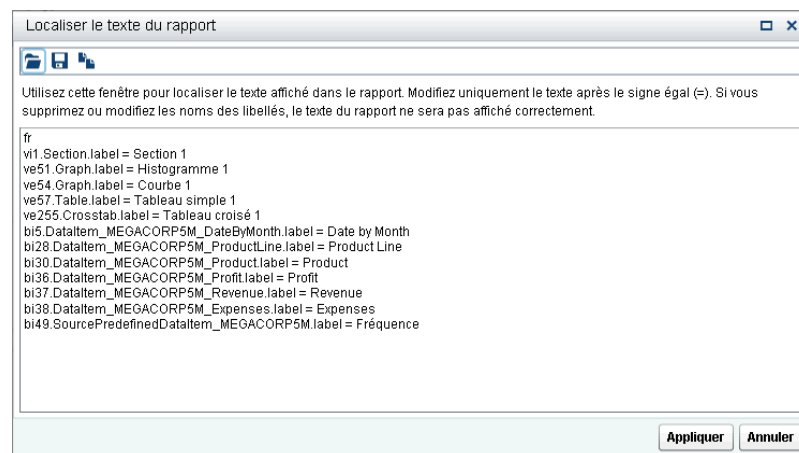 Localiser le texte du rapport
Utilisez cette fenêtre pour localiser le texte affiché dans le rapport. Modifiez uniquement le texte après le signe égal (=). Si vous
supprimez ou modifiez les noms des libellés, le texte du rapport ne sera pas affiché correctement.
fr
vi1.Section.label = Section 1
ve51.Graph.label = Histogramme 1
ve54.Graph.label = Courbe 1
ve57.Table.label = Tableau simple 1
ve255.Crosstab.label = Tableau croisé 1
bi5.DataItem_MEGACORP5M_DateByMonth.label = Date by Month
bi28.DataItem_MEGACORP5M_ProductLine.label = Product Line
bi30.DataItem_MEGACORP5M_Product.label = Product
bi36.DataItem_MEGACORP5M_Profit.label = Profit
bi37.DataItem_MEGACORP5M_Revenue.label = Revenue
bi38.DataItem_MEGACORP5M_Expenses.label = Expenses
bi49.SourcePredefinedDataItem_MEGACORP5M.label = Fréquence
Appliquer Annuler